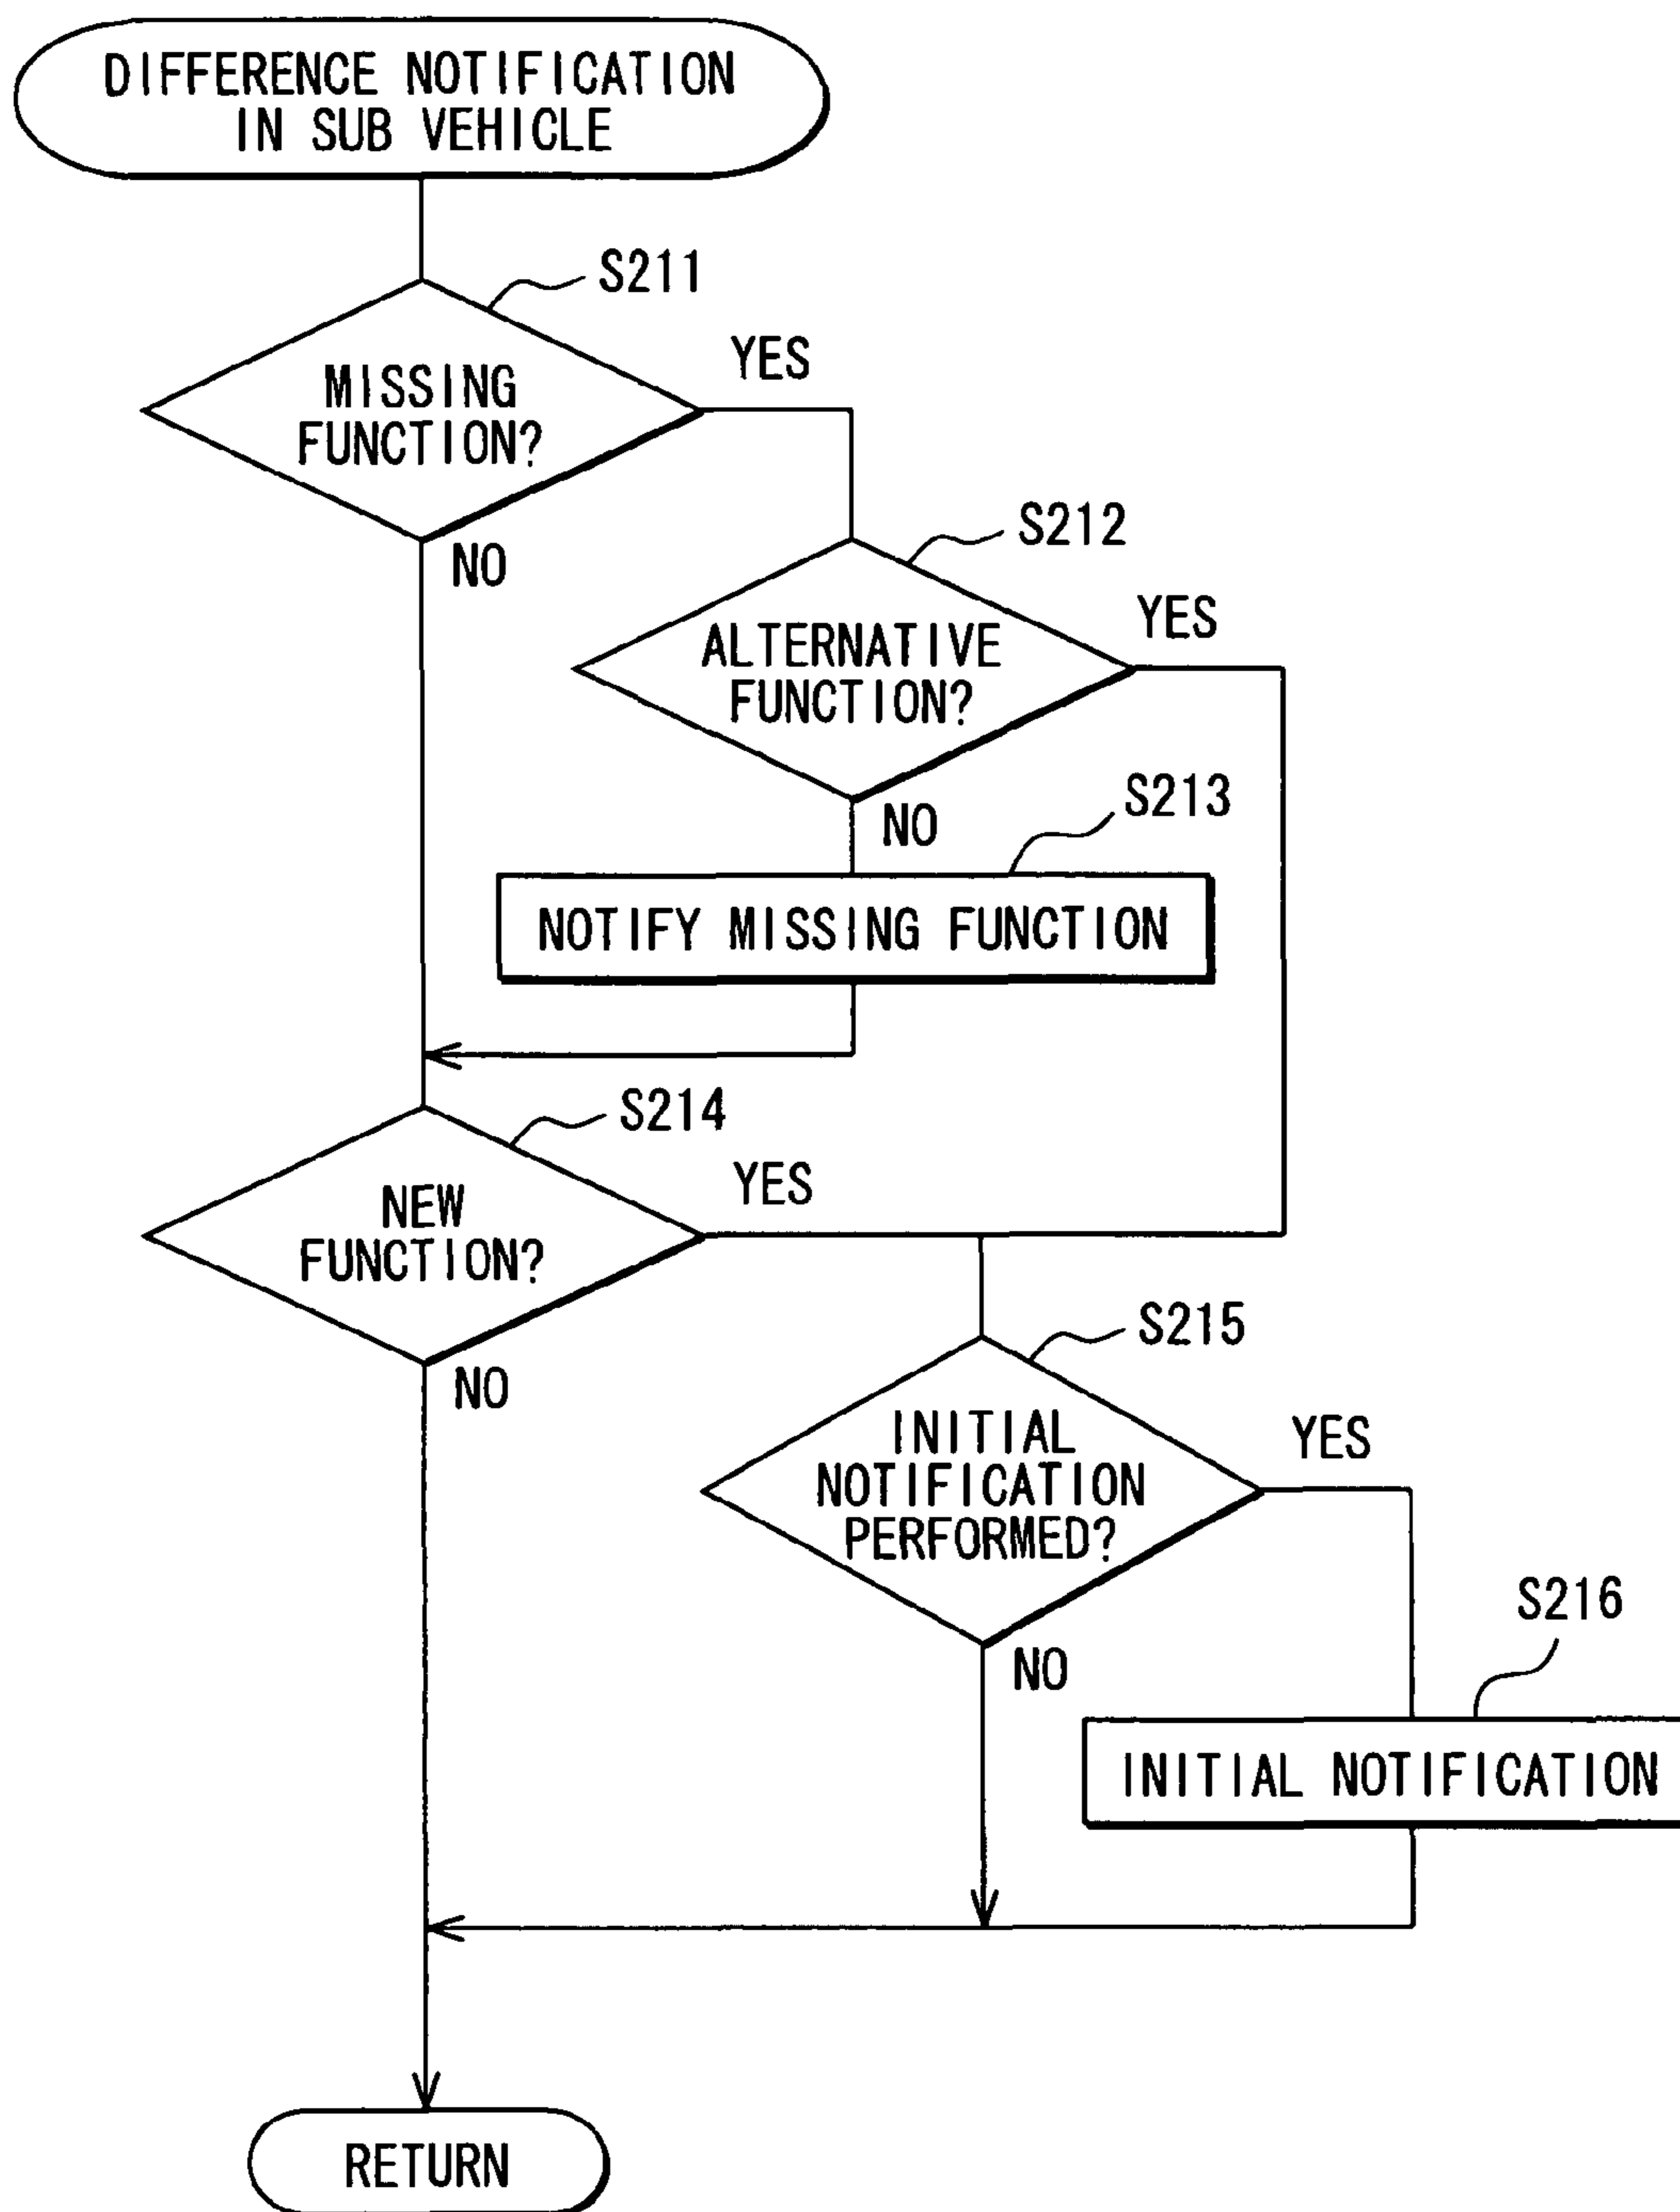 DIFFERENCE NOTIFICATION
IN SUB VEHICLE
S211
MISSING
FUNCTION?
YES
NO
S212
ALTERNATIVE
FUNCTION?
YES
NO
S213
NOTIFY MISSING FUNCTION
S214
NEW
FUNCTION?
YES
NO
S215
INITIAL
NOTIFICATION
PERFORMED?
YES
NO
S216
INITIAL NOTIFICATION
RETURN